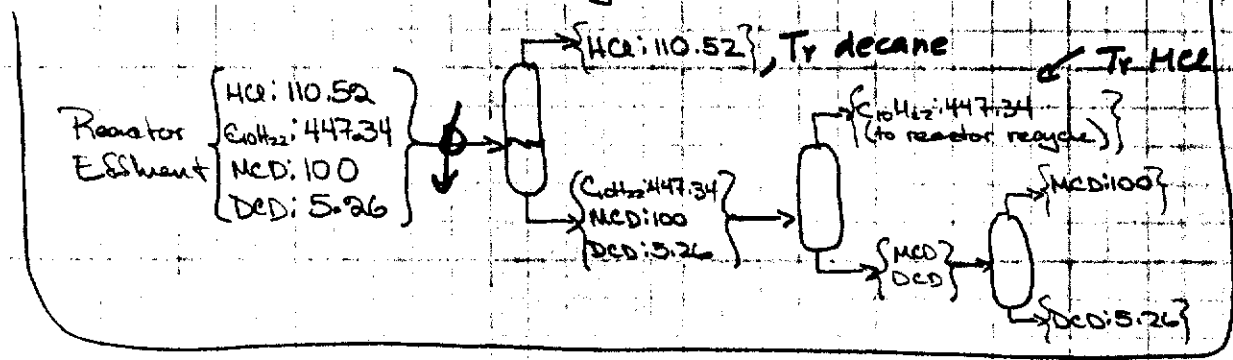 {HCl: 110.52}, Tr decane
Tr HCl
Reactor
Effluent
HCl: 110.52
C10H22: 447.34
MCD: 100
DCD: 5.26
C10H22: 447.34
(to reactor recycle)
C10H22: 447.34
MCD: 100
DCD: 5.26
{MCD: 100}
MCD
DCD
{DCD: 5.26}